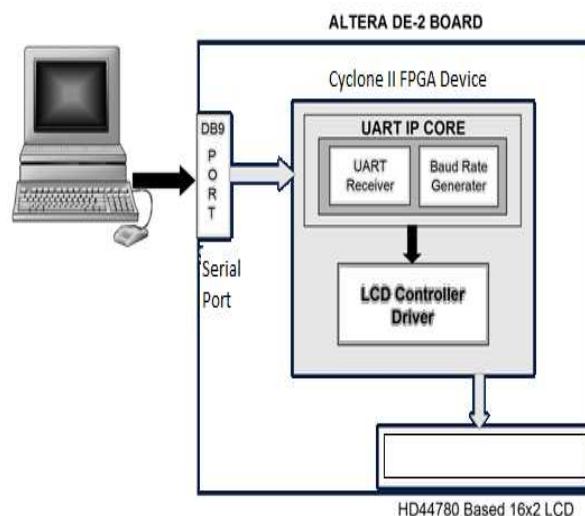 ALTERA DE-2 BOARD
Cyclone II FPGA Device
DB9
P
O
R
T
UART IP CORE
UART
Receiver
Baud Rate
Generater
Serial
Port
LCD Controller
Driver
HD44780 Based 16x2 LCD